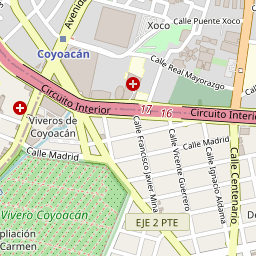 Avenida
Xoco
Calle Puente Xoco
Coyoacán
Calle Real Mayorazgo
Circuito Interior
17
16
Circuito Inter
Viveros de
Coyoacán
Calle Madrid
Calle Madrid
Calle Francisco Javier Mina
Calle Vicente Guerrero
Calle Ignacio Aldama
Calle Centenario
Vivero Coyoacán
EJE 2 PTE
pliación
Carmen